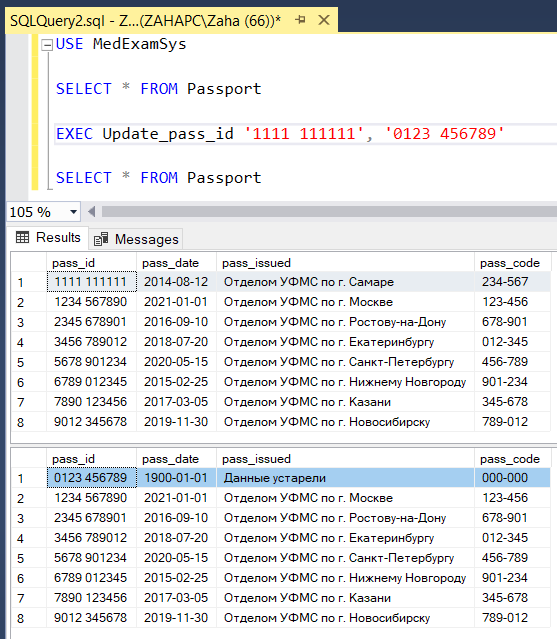 SQLQuery2.sql - Z...(ZAHAPC\Zaha (66))*
USE MedExamSys
SELECT * FROM Passport
EXEC Update_pass_id '1111 111111', '0123 456789'
SELECT * FROM Passport
105 %
Results Messages
pass_id pass_date pass_issued pass_code
1 1111 111111 2014-08-12 Отделом УФМС по г. Самаре 234-567
2 1234 567890 2021-01-01 Отделом УФМС по г. Москве 123-456
3 2345 678901 2016-09-10 Отделом УФМС по г. Ростову-на-Дону 678-901
4 3456 789012 2018-07-20 Отделом УФМС по г. Екатеринбургу 012-345
5 5678 901234 2020-05-15 Отделом УФМС по г. Санкт-Петербургу 456-789
6 6789 012345 2015-02-25 Отделом УФМС по г. Нижнему Новгороду 901-234
7 7890 123456 2017-03-05 Отделом УФМС по г. Казани 345-678
8 9012 345678 2019-11-30 Отделом УФМС по г. Новосибирску 789-012
pass_id pass_date pass_issued pass_code
1 0123 456789 1900-01-01 Данные устарели 000-000
2 1234 567890 2021-01-01 Отделом УФМС по г. Москве 123-456
3 2345 678901 2016-09-10 Отделом УФМС по г. Ростову-на-Дону 678-901
4 3456 789012 2018-07-20 Отделом УФМС по г. Екатеринбургу 012-345
5 5678 901234 2020-05-15 Отделом УФМС по г. Санкт-Петербургу 456-789
6 6789 012345 2015-02-25 Отделом УФМС по г. Нижнему Новгороду 901-234
7 7890 123456 2017-03-05 Отделом УФМС по г. Казани 345-678
8 9012 345678 2019-11-30 Отделом УФМС по г. Новосибирску 789-012